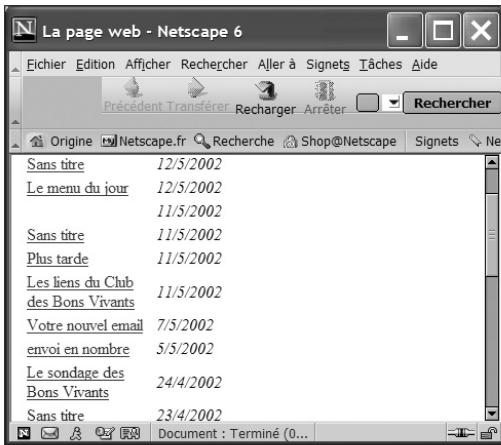 La page web - Netscape 6
Fichier Edition Afficher Rechercher Aller à Signets Tâches Aide
Précédent Transférer Recharger Arrêter Rechercher
Origine Netscape.fr Recherche Shop@Netscape Signets Ne
Sans titre 12/5/2002
Le menu du jour 12/5/2002
11/5/2002
Sans titre 11/5/2002
Plus tarde 11/5/2002
Les liens du Club
des Bons Vivants 11/5/2002
Votre nouvel email 7/5/2002
envoi en nombre 5/5/2002
Le sondage des
Bons Vivants 24/4/2002
Sans titre 23/4/2002
Document : Terminé (0...